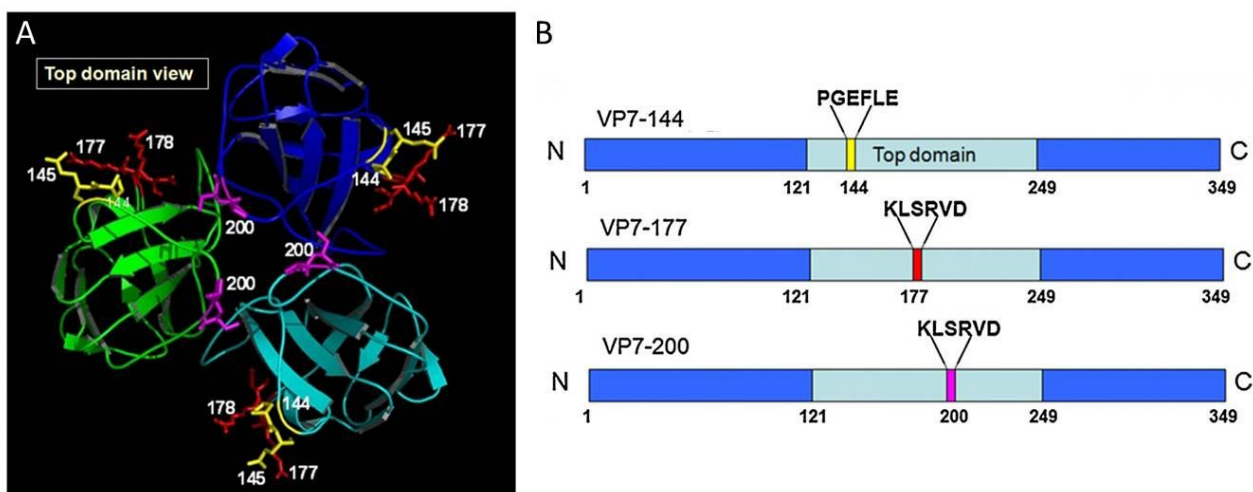 A
Top domain view
145
177
144
178
177
178
145
144
200
200
200
178
144
145
177
B
PGEFLE
VP7-144
N
Top domain
C
1
121
144
249
349
KLSRVD
VP7-177
N
C
1
121
177
249
349
KLSRVD
VP7-200
N
C
1
121
200
249
349